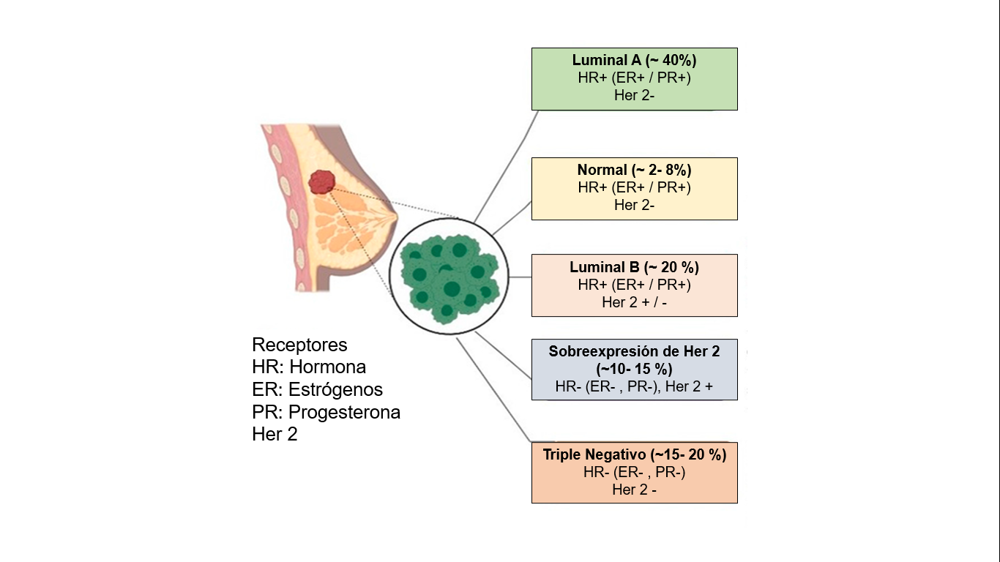 Luminal A (~ 40%)
HR+ (ER+ / PR+)
Her 2-
Normal (~ 2- 8%)
HR+ (ER+ / PR+)
Her 2-
Luminal B (~ 20 %)
HR+ (ER+ / PR+)
Her 2 + / -
Sobreexpresión de Her 2
(~10- 15 %)
HR- (ER- , PR-), Her 2 +
Triple Negativo (~15- 20 %)
HR- (ER- , PR-)
Her 2 -
Receptores
HR: Hormona
ER: Estrógenos
PR: Progesterona
Her 2